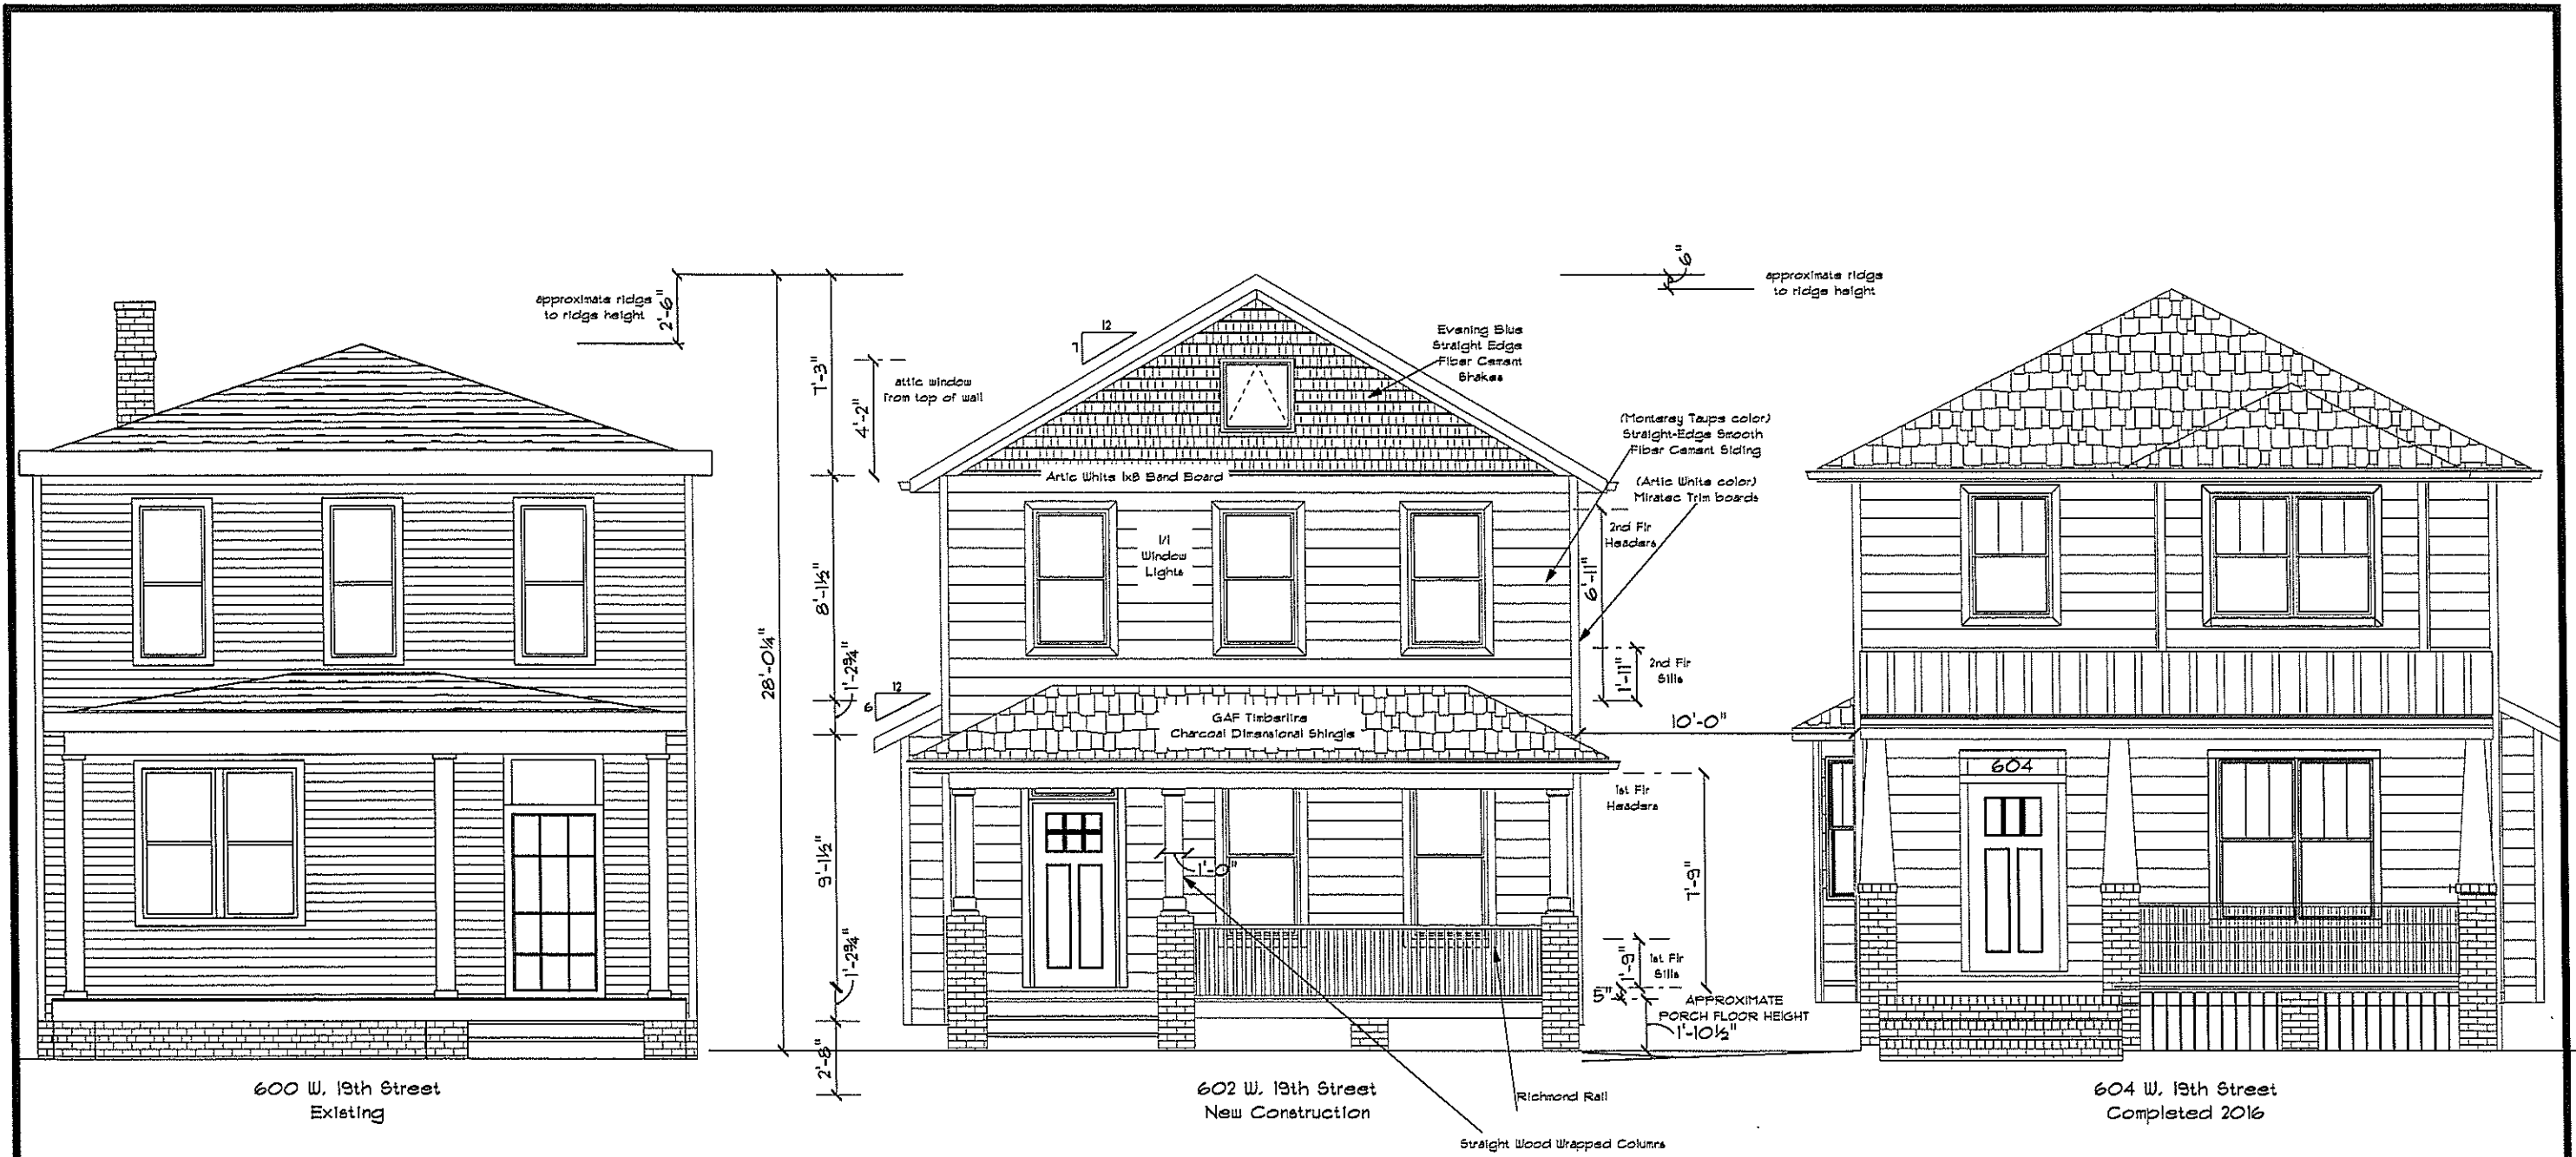 approximate ridge
to ridge height
2'-6"
28'-0¼"
7'-3"
8'-1½"
1'-2¾"
9'-1½"
1'-2¾"
2'-8"
attic window
from top of wall
4'-2"
12
7
12
6
Evening Blue
Straight Edge
Fiber Cement
Shakes
Artic White 1x8 Band Board
1/1
Window
Lights
GAF Timberline
Charcoal Dimensional Shingle
1'-0"
6"
approximate ridge
to ridge height
(Monterey Taupe color)
Straight-Edge Smooth
Fiber Cement Siding
(Artic White color)
Miratec Trim boards
2nd Flr
Headers
6'-11"
2nd Flr
Sills
1'-11"
10'-0"
1st Flr
Headers
7'-9"
1st Flr
Sills
1'-9"
5"
APPROXIMATE
PORCH FLOOR HEIGHT
1'-10½"
604
Richmond Rail
Straight Wood Wrapped Columns
600 W. 19th Street
Existing
602 W. 19th Street
New Construction
604 W. 19th Street
Completed 2016